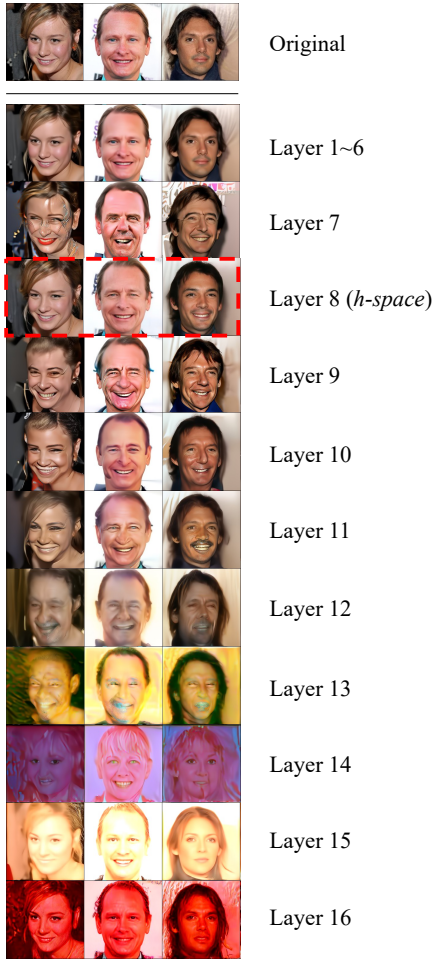 Original
Layer 1~6
Layer 7
Layer 8 (h-space)
Layer 9
Layer 10
Layer 11
Layer 12
Layer 13
Layer 14
Layer 15
Layer 16